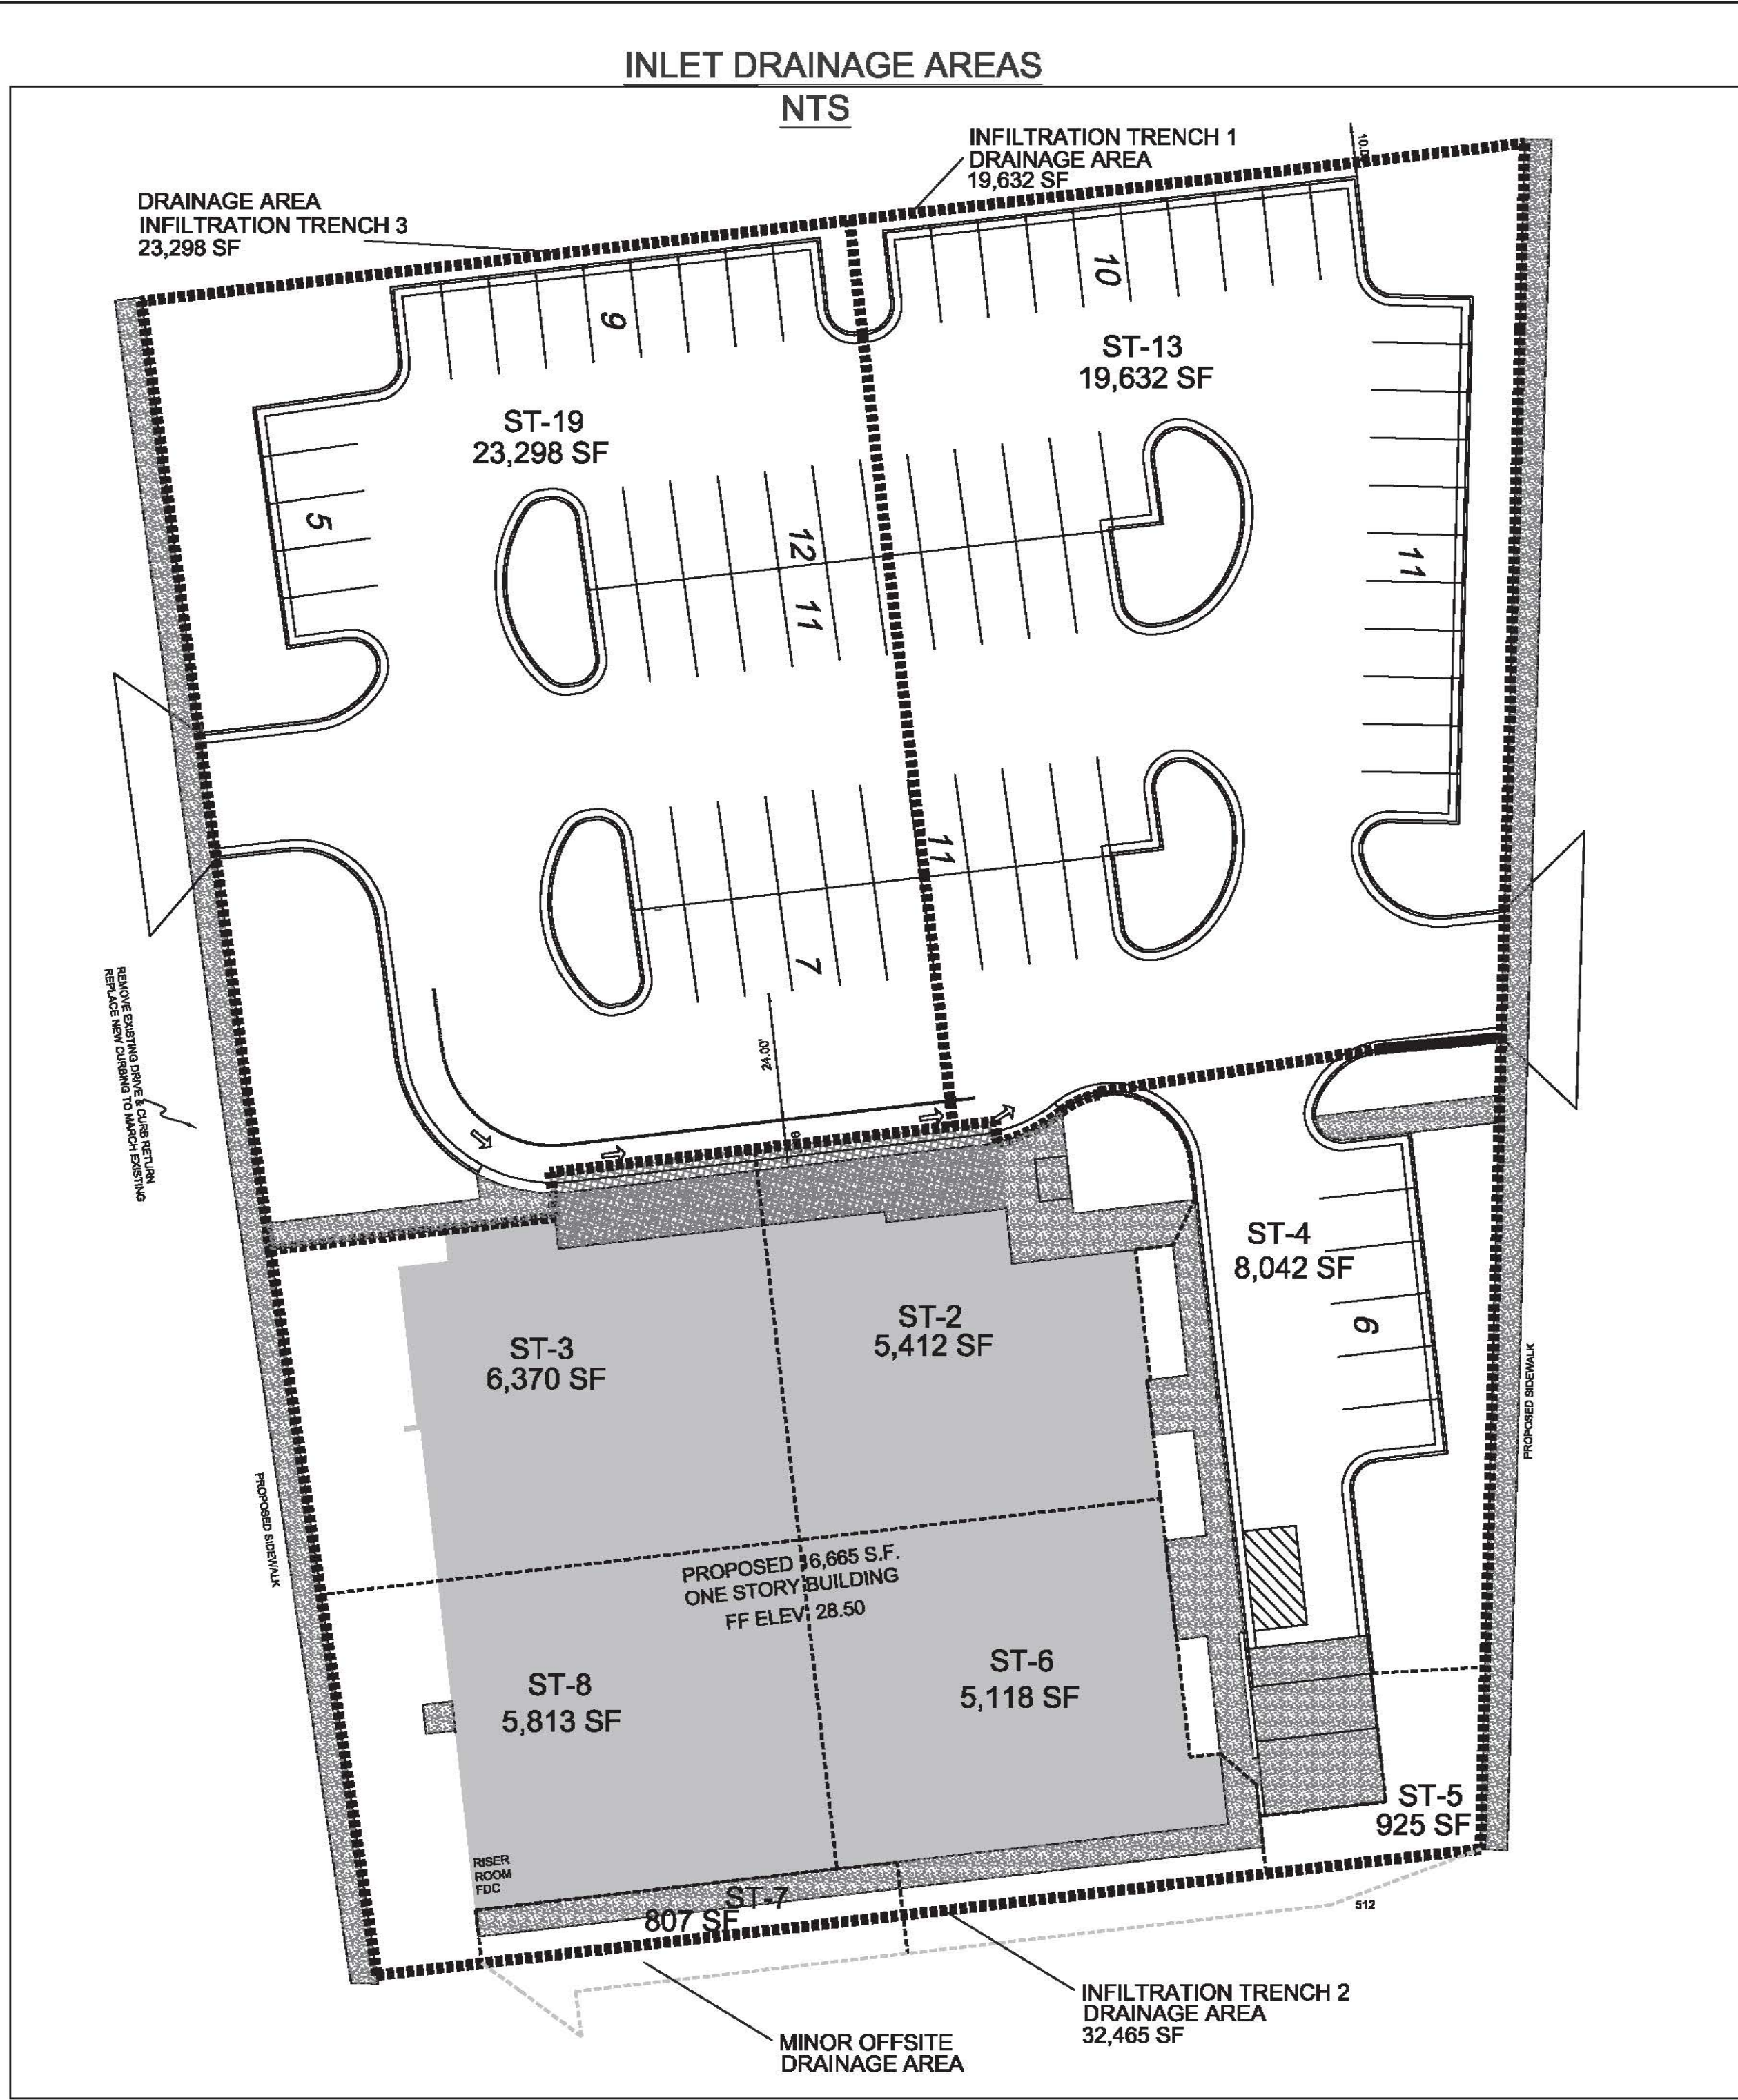 INLET DRAINAGE AREAS
NTS
INFILTRATION TRENCH 1
DRAINAGE AREA
19,632 SF
DRAINAGE AREA
INFILTRATION TRENCH 3
23,298 SF
9
10
ST-13
19,632 SF
ST-19
23,298 SF
5
12
11
11
11
7
24.00'
REMOVE EXISTING DRIVE & CURB RETURN
REPLACE NEW CURBING TO MARCH EXISTING
ST-4
8,042 SF
6
ST-3
6,370 SF
ST-2
5,412 SF
PROPOSED SIDEWALK
PROPOSED SIDEWALK
PROPOSED 16,665 S.F.
ONE STORY BUILDING
FF ELEV 28.50
ST-8
5,813 SF
ST-6
5,118 SF
ST-5
925 SF
RISER
ROOM
FDC
ST-7
807 SF
512
INFILTRATION TRENCH 2
DRAINAGE AREA
32,465 SF
MINOR OFFSITE
DRAINAGE AREA